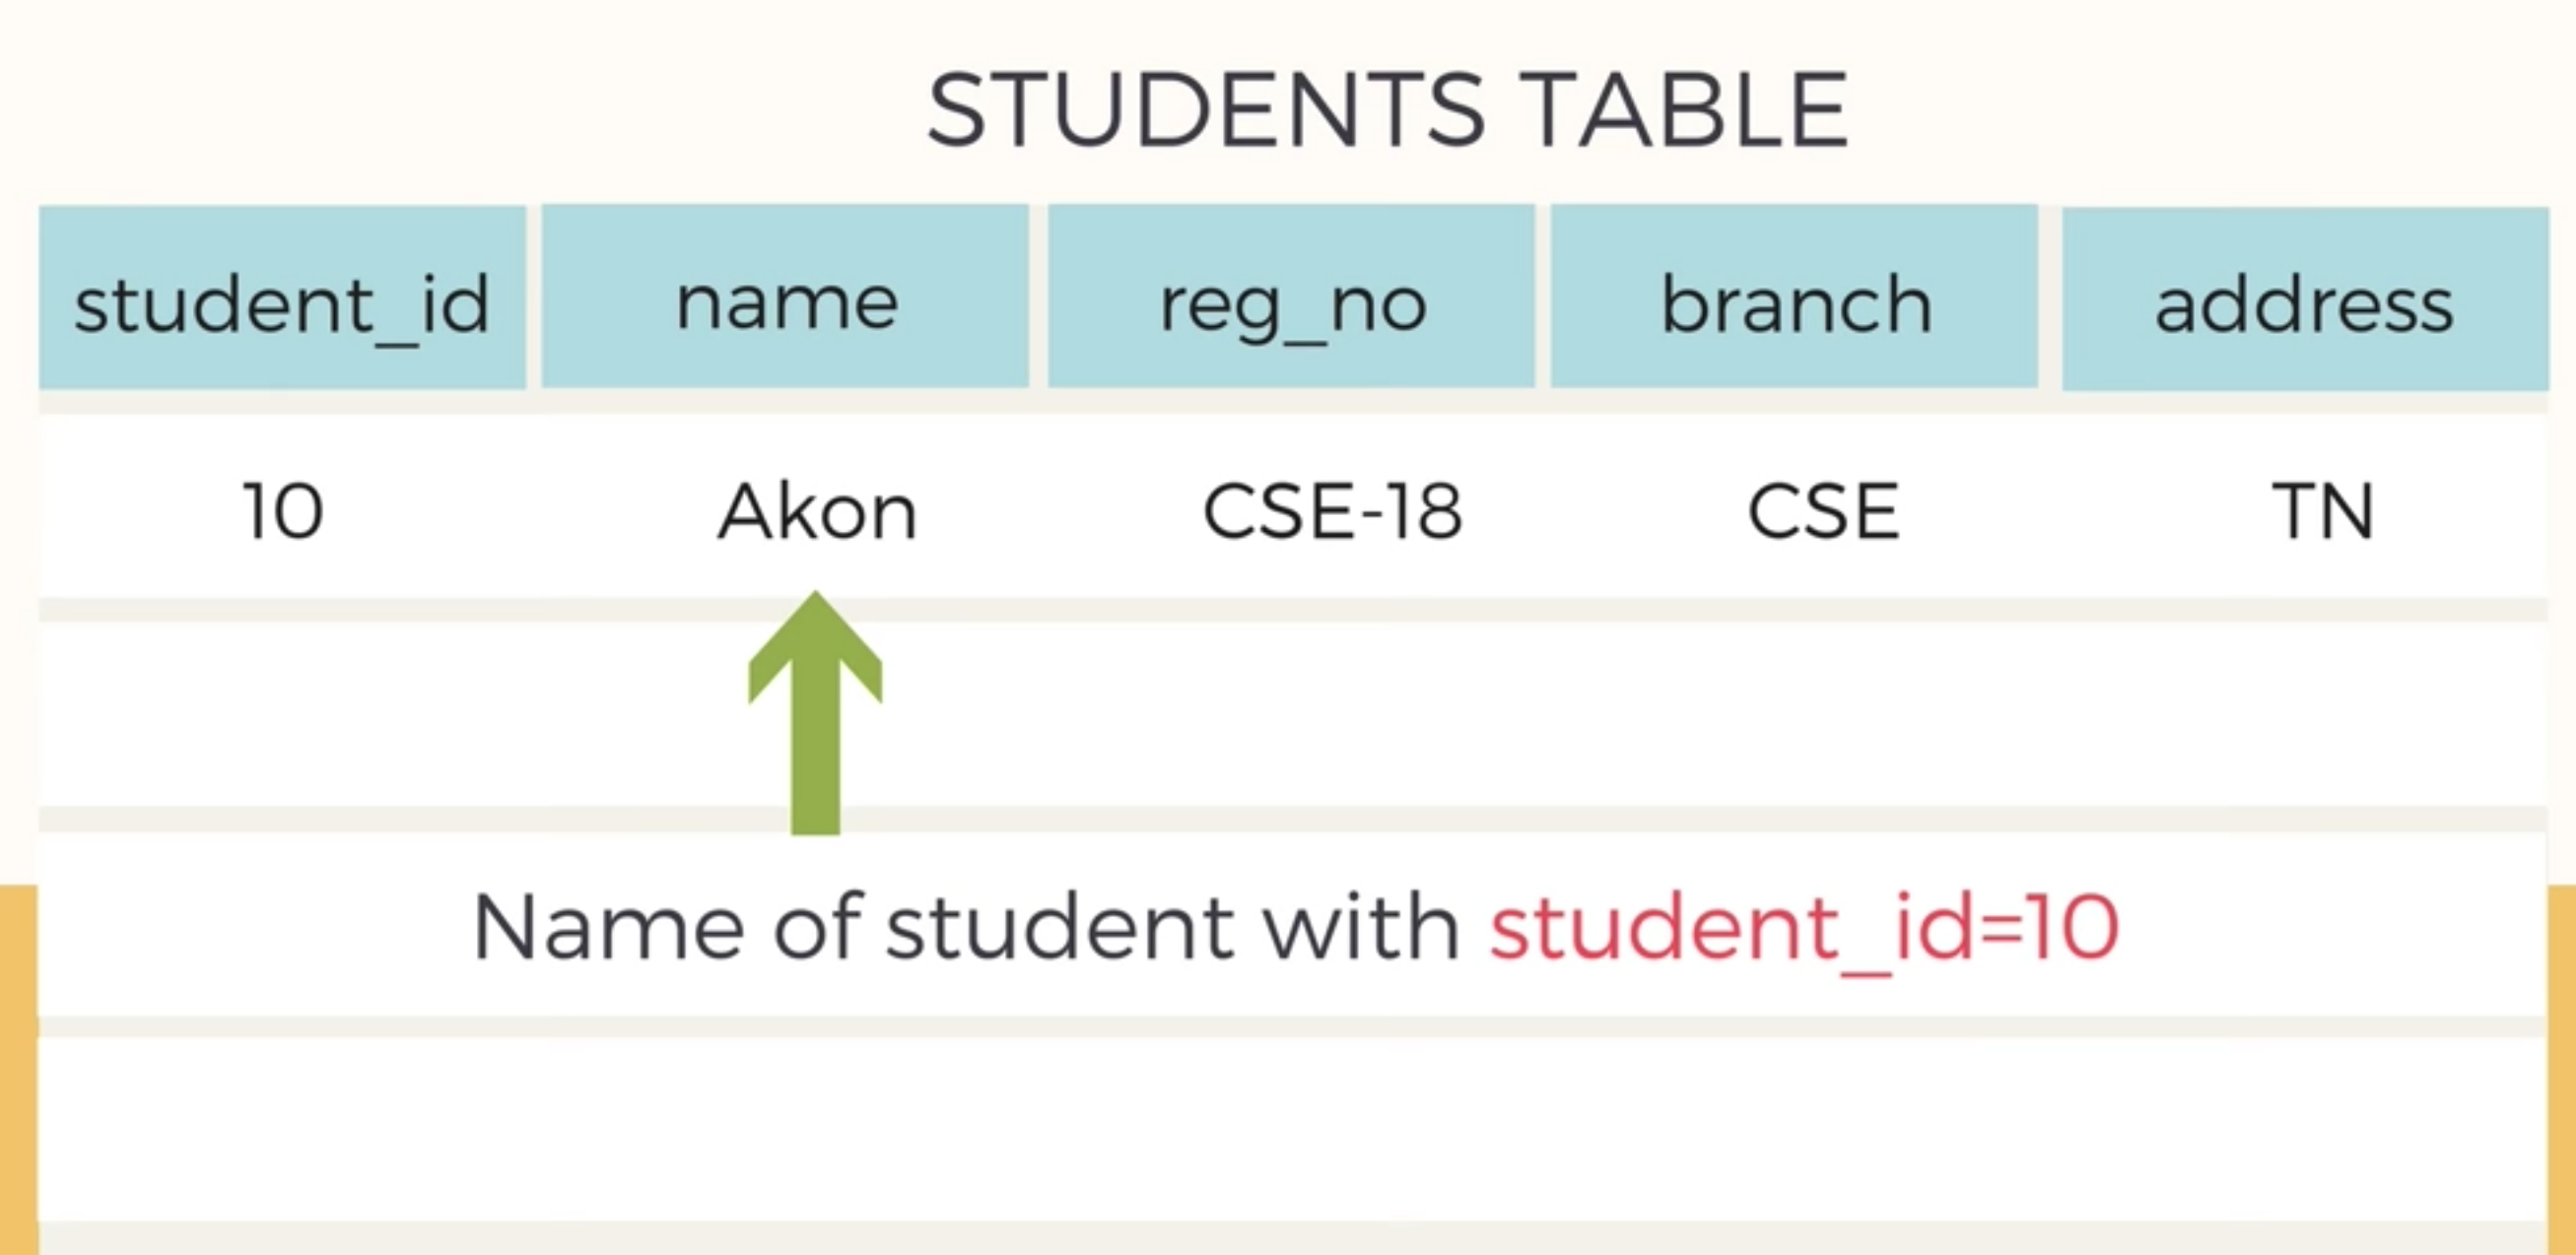 STUDENTS TABLE
student_id name reg_no branch address
10 Akon CSE-18 CSE TN
Name of student with student_id=10